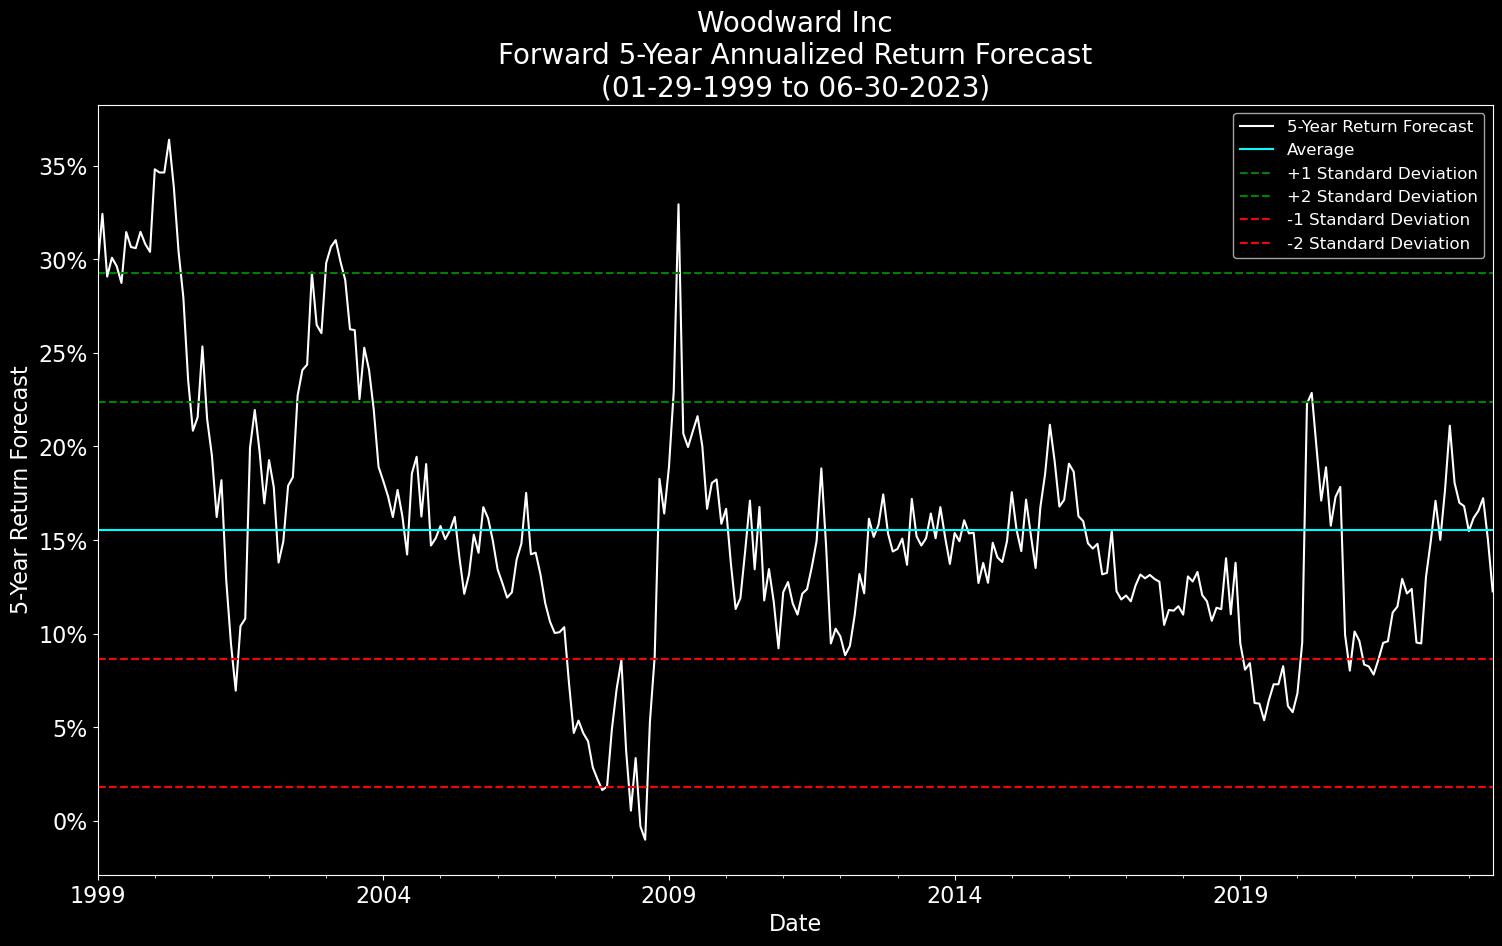 Woodward Inc
Forward 5-Year Annualized Return Forecast
(01-29-1999 to 06-30-2023)
5-Year Return Forecast
Average
+1 Standard Deviation
+2 Standard Deviation
-1 Standard Deviation
-2 Standard Deviation
5-Year Return Forecast
35%
30%
25%
20%
15%
10%
5%
0%
1999
2004
2009
2014
2019
Date